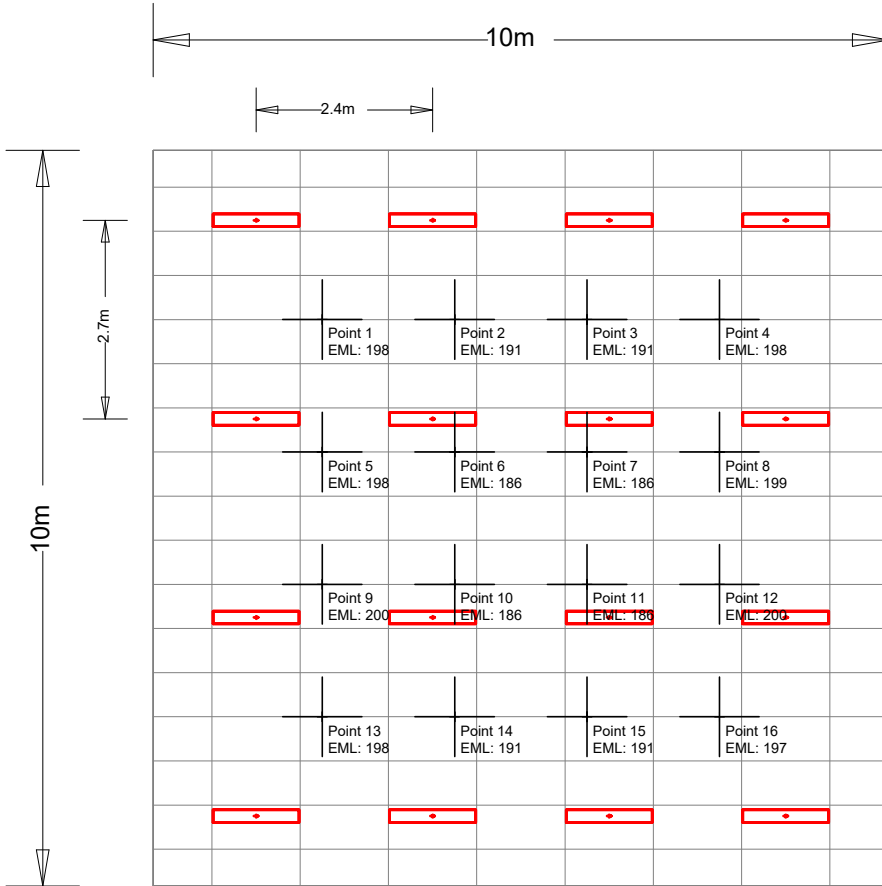 10m
2.4m
2.7m
10m
Point 1
EML: 198
Point 2
EML: 191
Point 3
EML: 191
Point 4
EML: 198
Point 5
EML: 198
Point 6
EML: 186
Point 7
EML: 186
Point 8
EML: 199
Point 9
EML: 200
Point 10
EML: 186
Point 11
EML: 186
Point 12
EML: 200
Point 13
EML: 198
Point 14
EML: 191
Point 15
EML: 191
Point 16
EML: 197